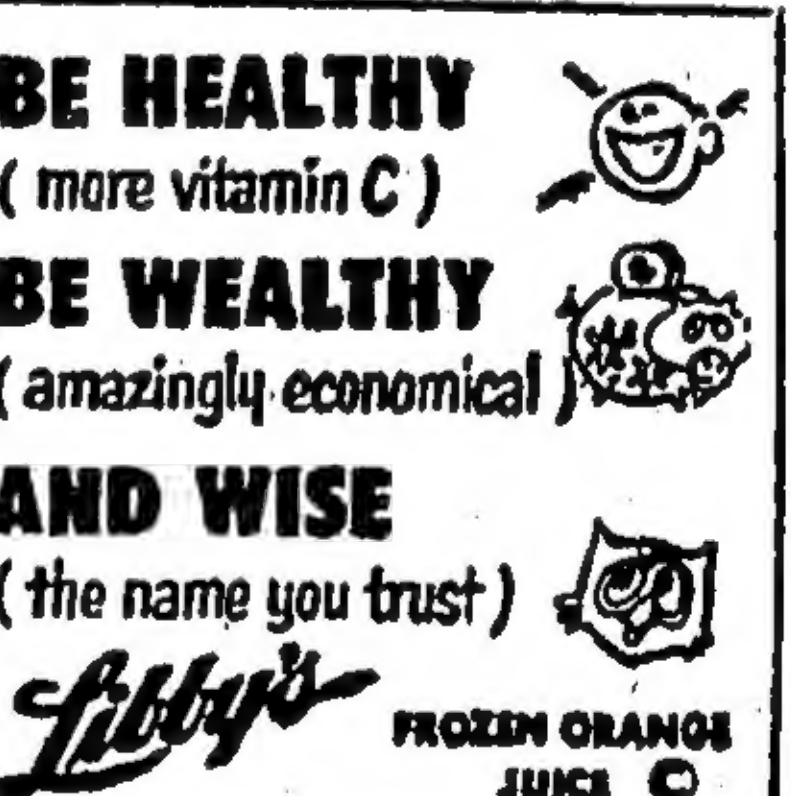 BE HEALTHY
( more vitamin C )
BE WEALTHY
( amazingly economical )
AND WISE
( the name you trust )
Libby's
FROZEN ORANGE
JUICE ©